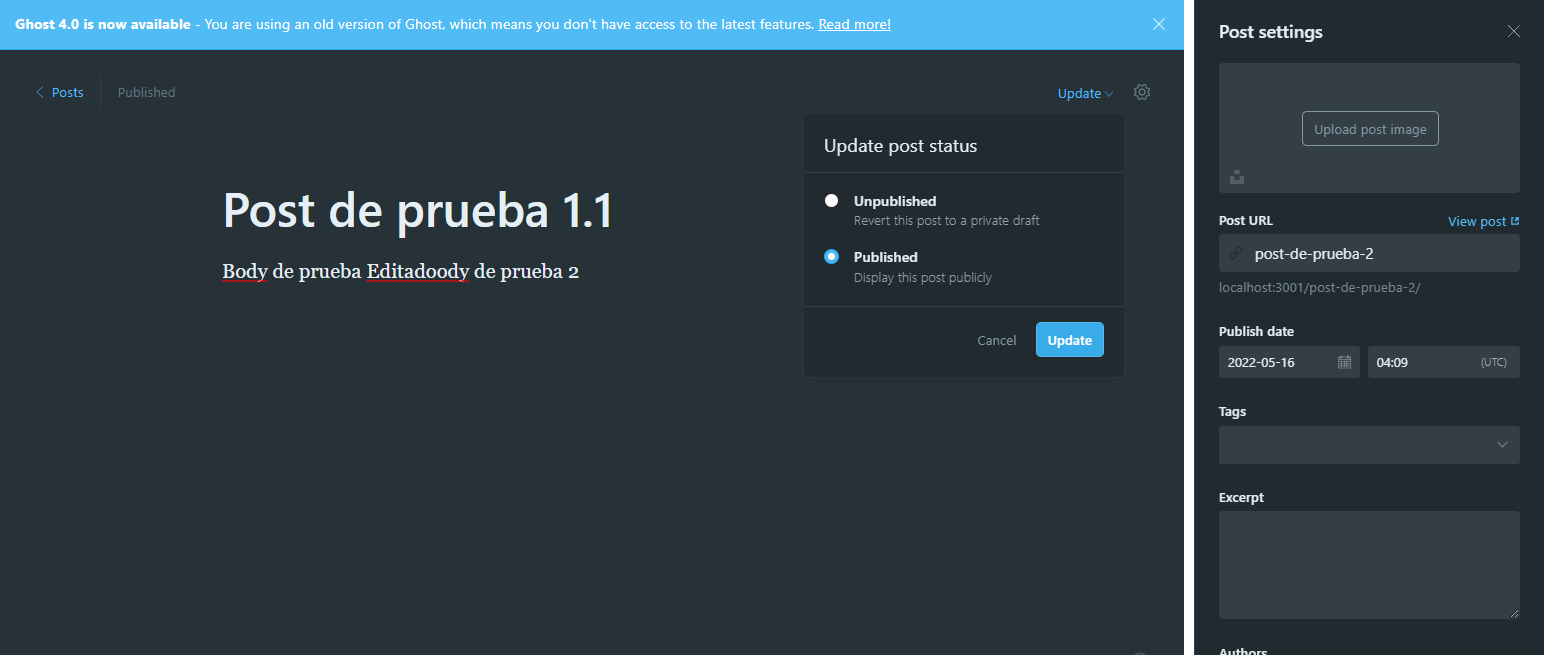 Ghost 4.0 is now available - You are using an old version of Ghost, which means you don't have access to the latest features. Read more!
Posts
Published
Update
Update post status
Unpublished
Revert this post to a private draft
Published
Display this post publicly
Cancel
Update
Post de prueba 1.1
Body de prueba Editadoody de prueba 2
Post settings
Upload post image
Post URL
View post
post-de-prueba-2
localhost:3001/post-de-prueba-2/
Publish date
2022-05-16
04:09
(UTC)
Tags
Excerpt
Authors